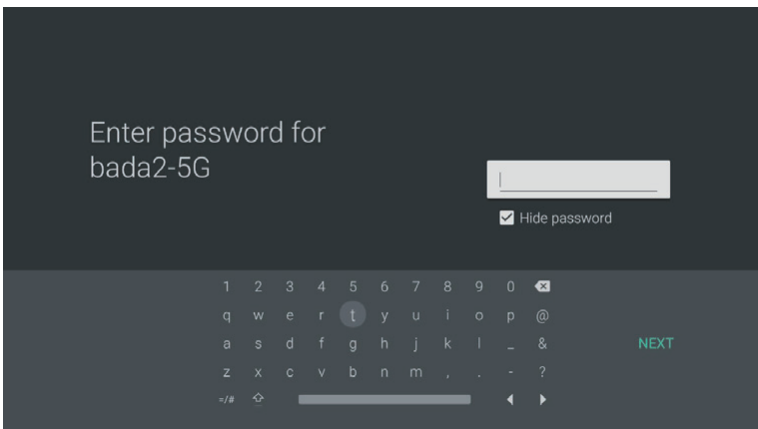 Enter password for
bada2-5G
Hide password
1 2 3 4 5 6 7 8 9 0
q w e r t y u i o p @
a s d f g h j k l _ &
NEXT
z x c v b n m , . - ?
=/#